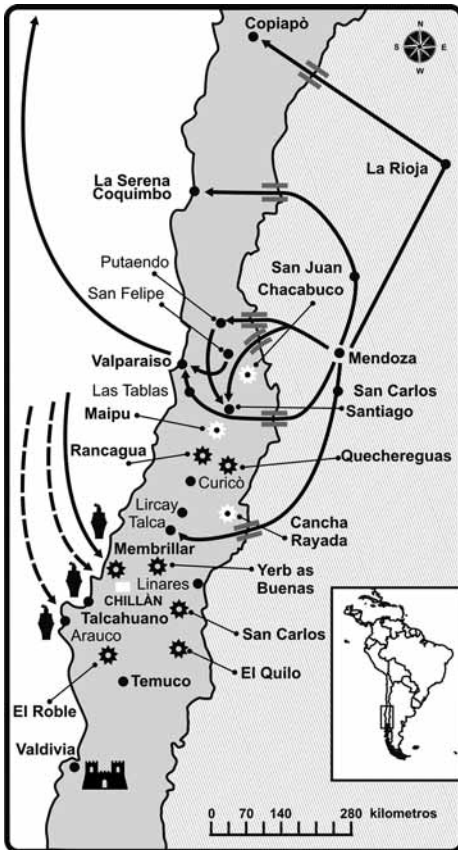 Copiapò
N
S E
W
La Rioja
La Serena
Coquimbo
Putaendo
San Juan
Chacabuco
San Felipe
Valparaiso
Mendoza
Las Tablas
San Carlos
Santiago
Maipu
Rancagua
Quechereguas
Curicò
Lircay
Talca
Cancha
Rayada
Membrillar
Yerb as
Buenas
Linares
CHILLÀN
Talcahuano
Arauco
San Carlos
El Quilo
El Roble
Temuco
Valdivia
0 70 140 280 kilometros